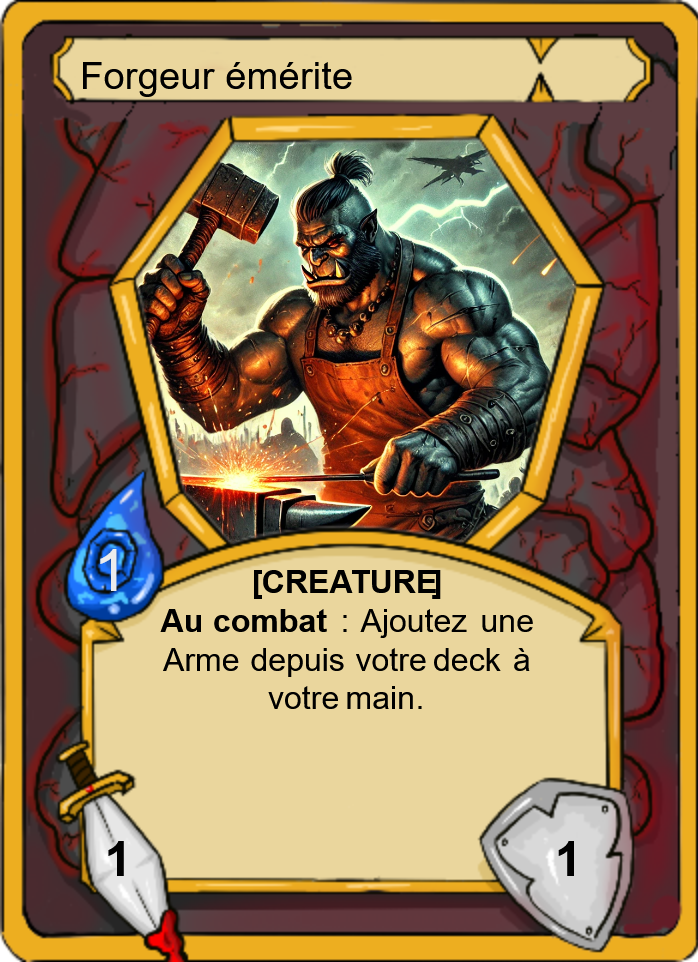 Forgeur émérite
1
[CREATURE]
Au combat : Ajoutez une
Arme depuis votre deck à
votre main.
1
1